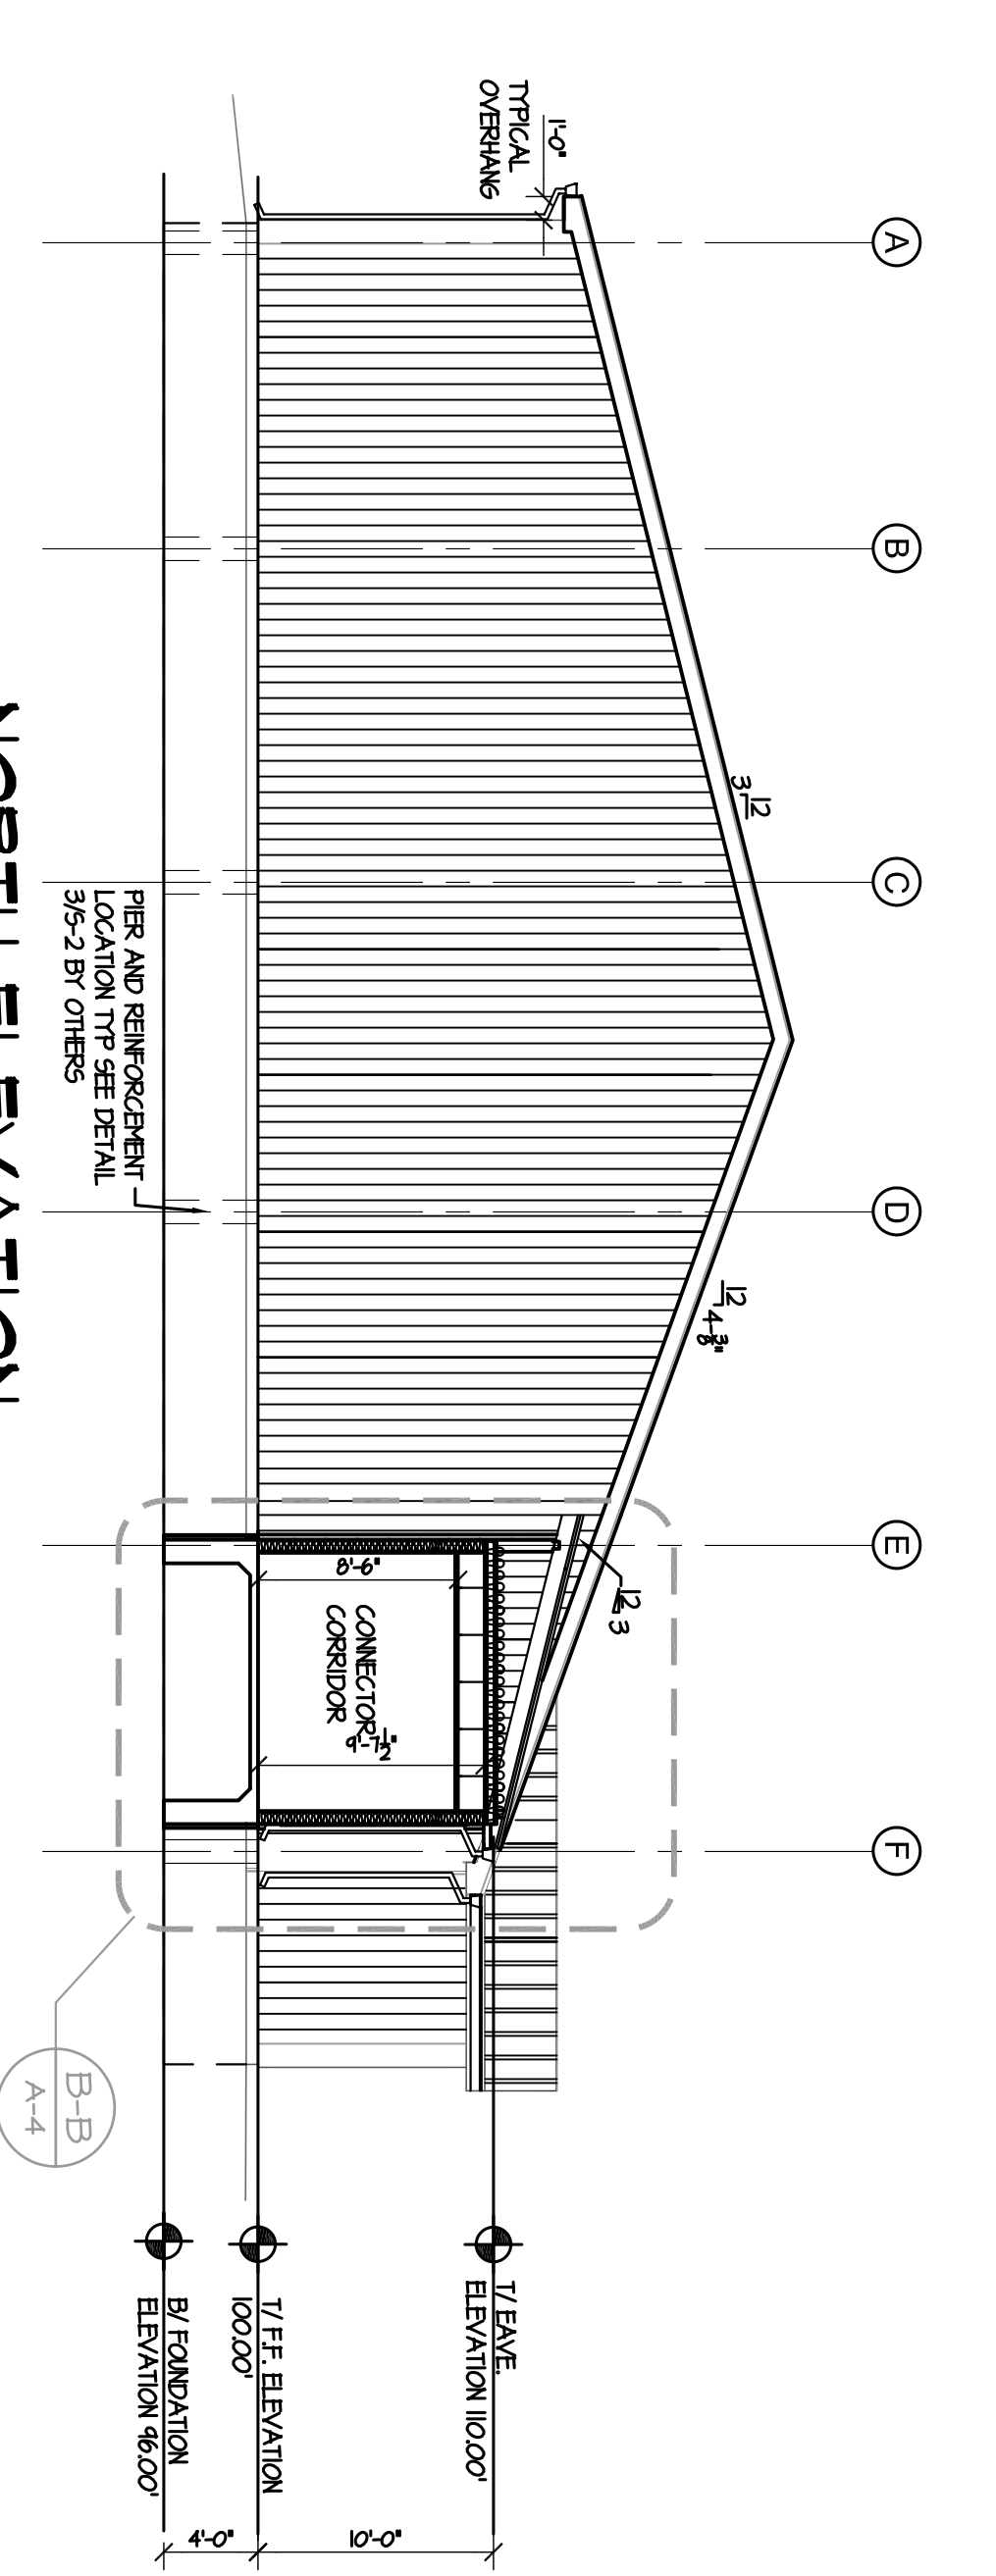 A
B
C
D
E
F
1'-0"
TYPICAL
OVERHANG
12
3
12
4-3/8"
12
3
8'-6"
CONNECTOR
CORRIDOR
9'-7 1/2"
PIER AND REINFORCEMENT
LOCATION TYP SEE DETAIL
3/S-2 BY OTHERS
T/ EAVE.
ELEVATION 110.00'
T/ F.F. ELEVATION
100.00'
B/ FOUNDATION
ELEVATION 96.00'
10'-0"
4'-0"
B-B
A-4
NORTH ELEVATION